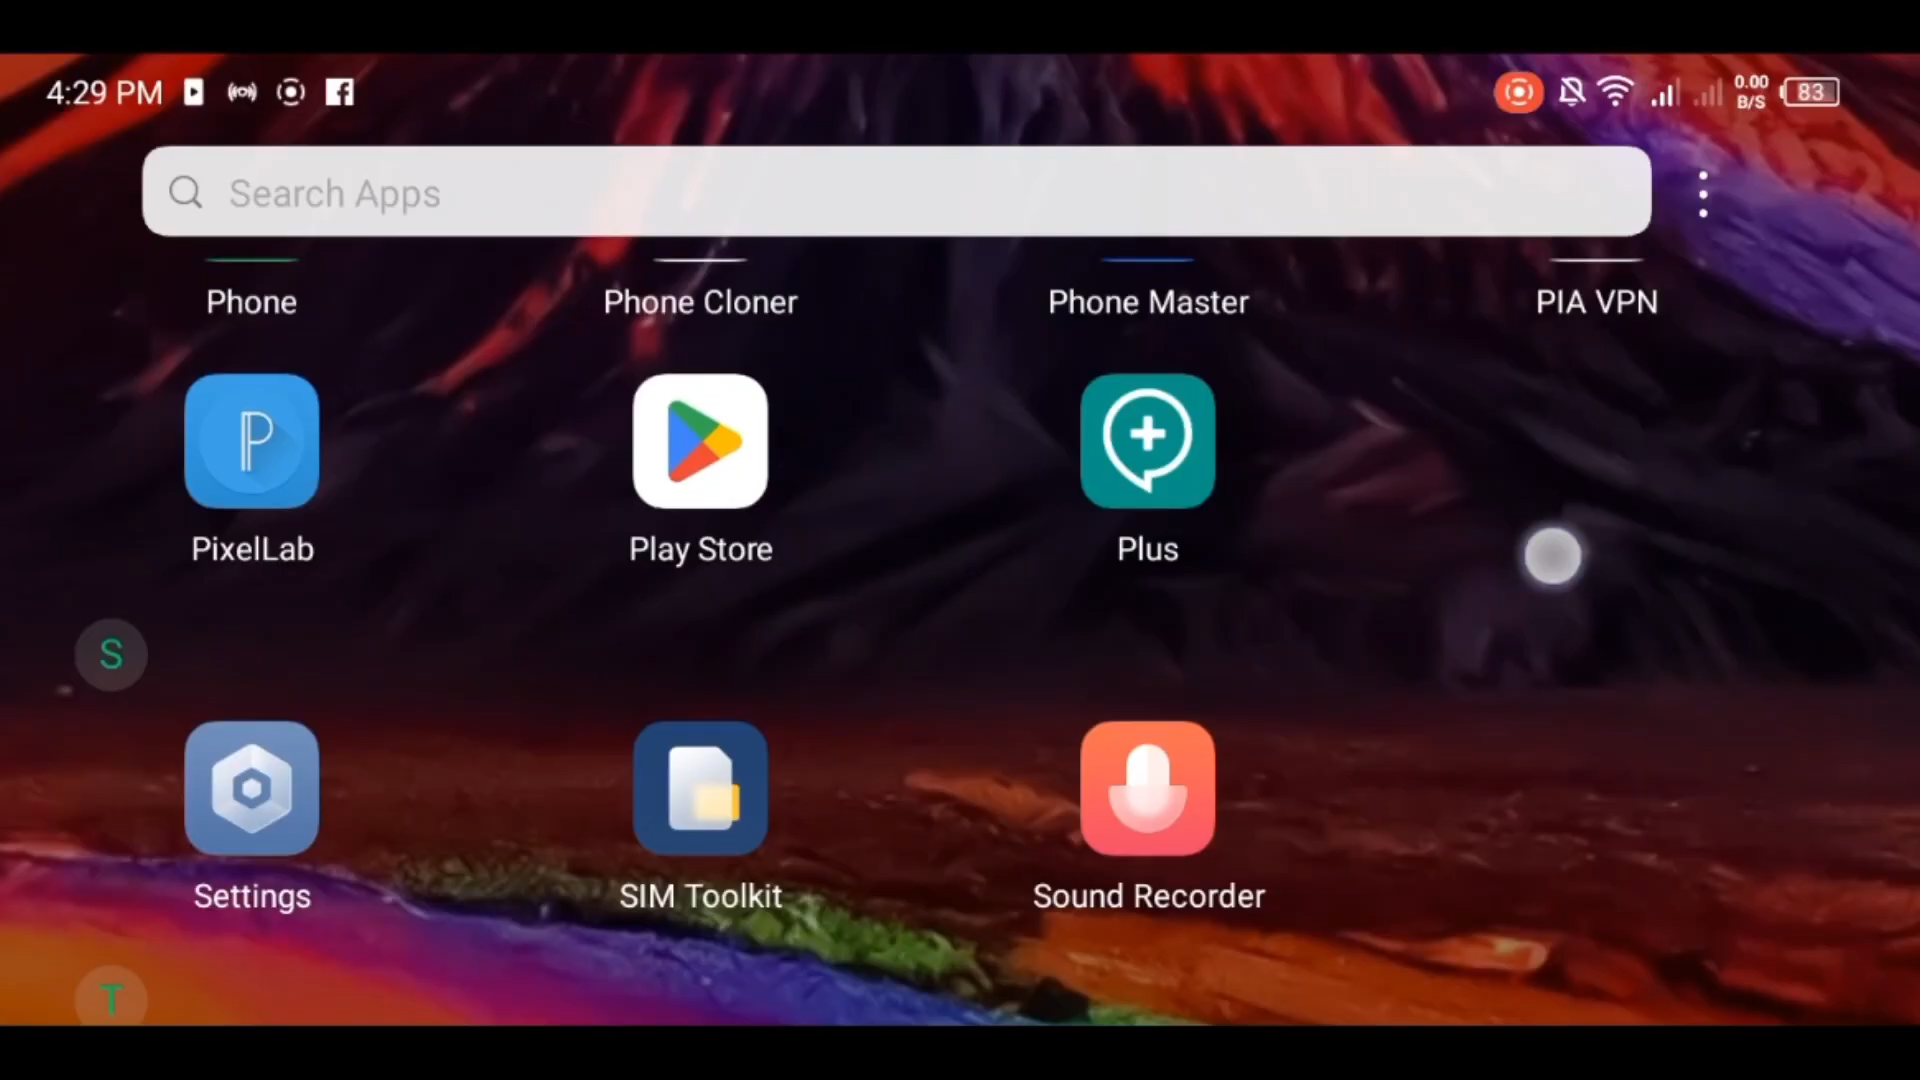 4:29 PM
0.00
B/S
83
Search Apps
Phone
Phone Cloner
Phone Master
PIA VPN
PixelLab
Play Store
Plus
S
Settings
SIM Toolkit
Sound Recorder
T